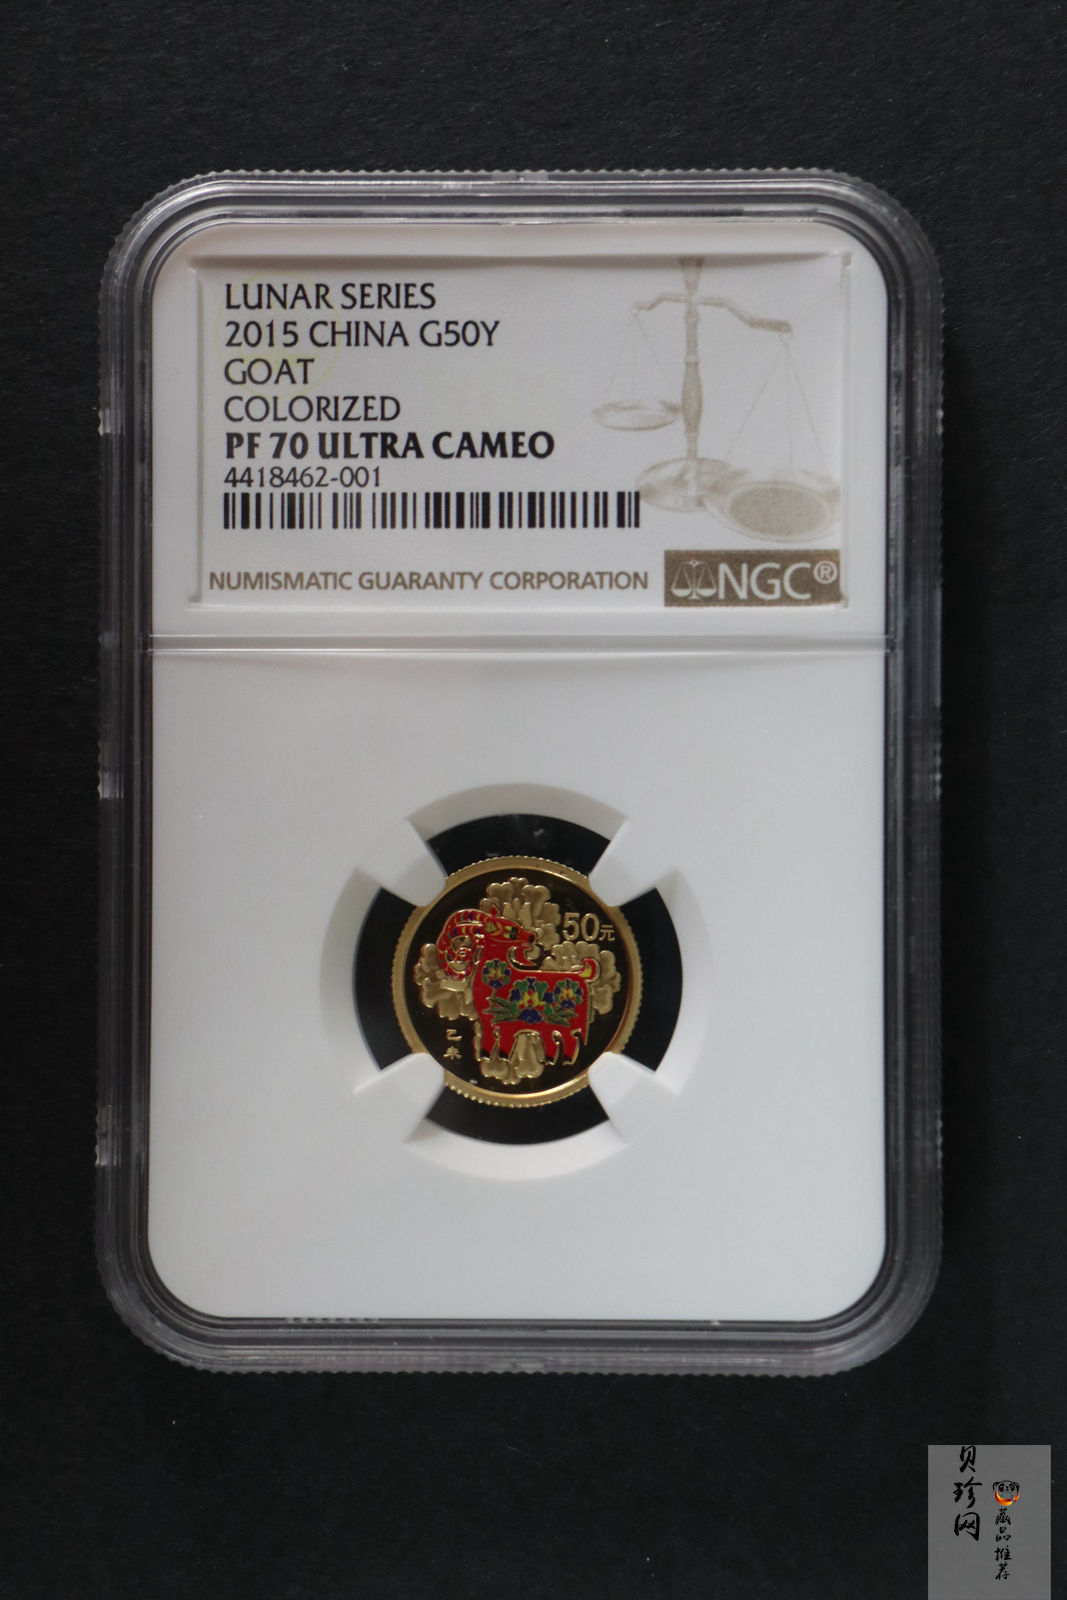 LUNAR SERIES
2015 CHINA G50Y
GOAT
COLORIZED
PF 70 ULTRA CAMEO
4418462-001
NUMISMATIC GUARANTY CORPORATION
NGC®
50元
乙
未
贝珍网
藏品推荐